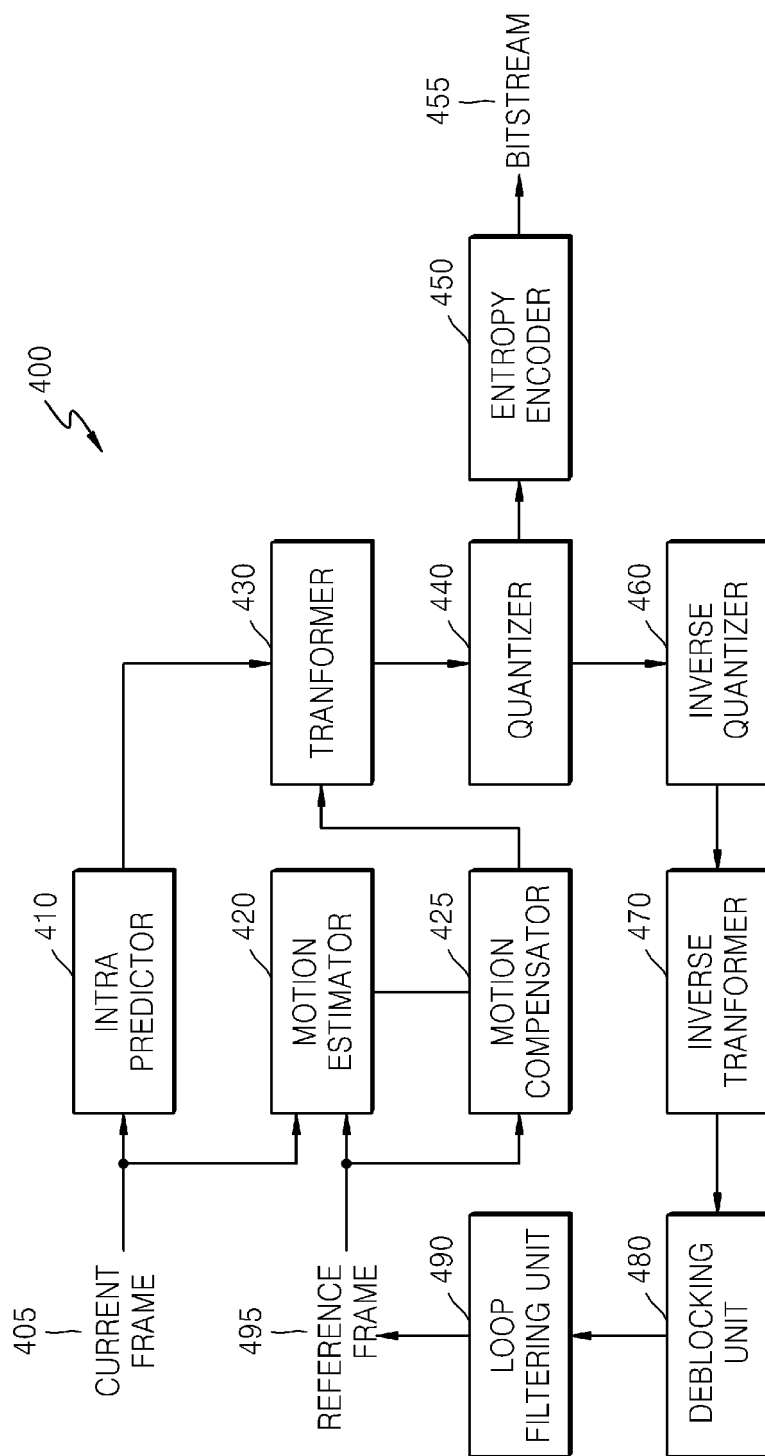 400
405
CURRENT
FRAME
410
INTRA
PREDICTOR
495
REFERENCE
FRAME
420
MOTION
ESTIMATOR
430
TRANFORMER
425
MOTION
COMPENSATOR
440
QUANTIZER
450
ENTROPY
ENCODER
455
BITSTREAM
490
LOOP
FILTERING UNIT
480
DEBLOCKING
UNIT
470
INVERSE
TRANFORMER
460
INVERSE
QUANTIZER